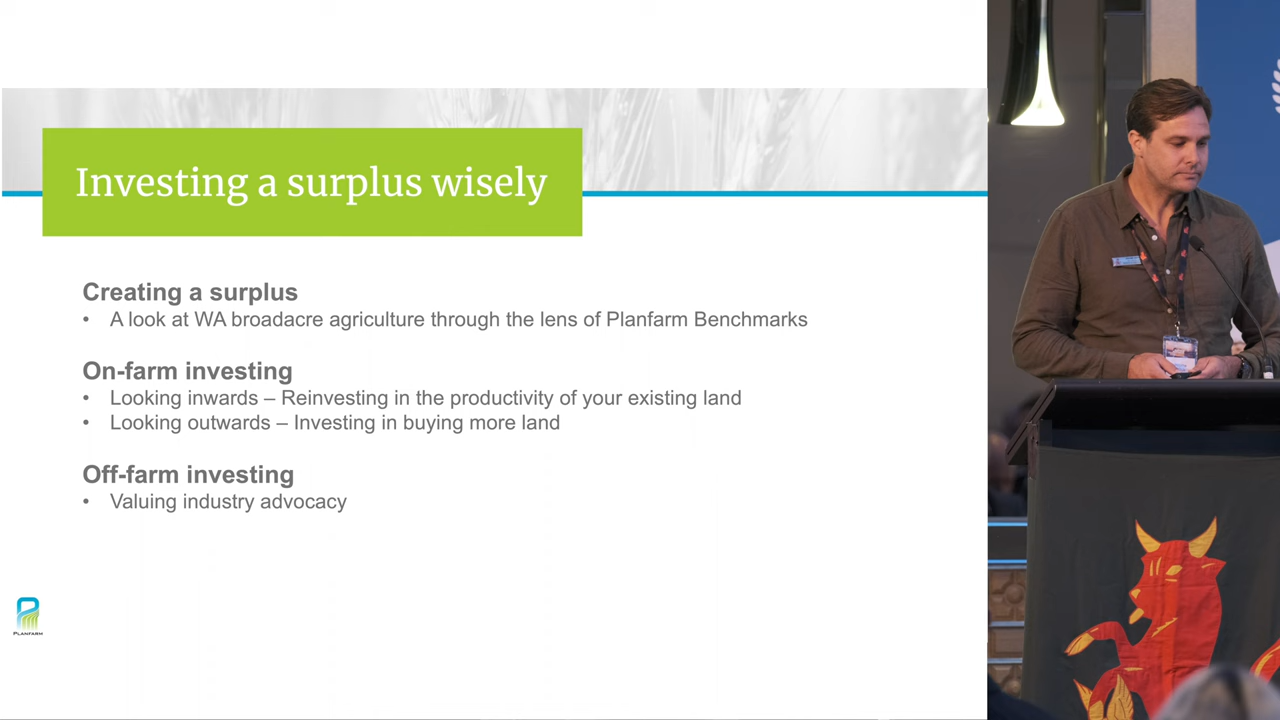 Investing a surplus wisely
Creating a surplus
• A look at WA broadacre agriculture through the lens of Planfarm Benchmarks
On-farm investing
• Looking inwards – Reinvesting in the productivity of your existing land
• Looking outwards – Investing in buying more land
Off-farm investing
• Valuing industry advocacy
PLANFARM